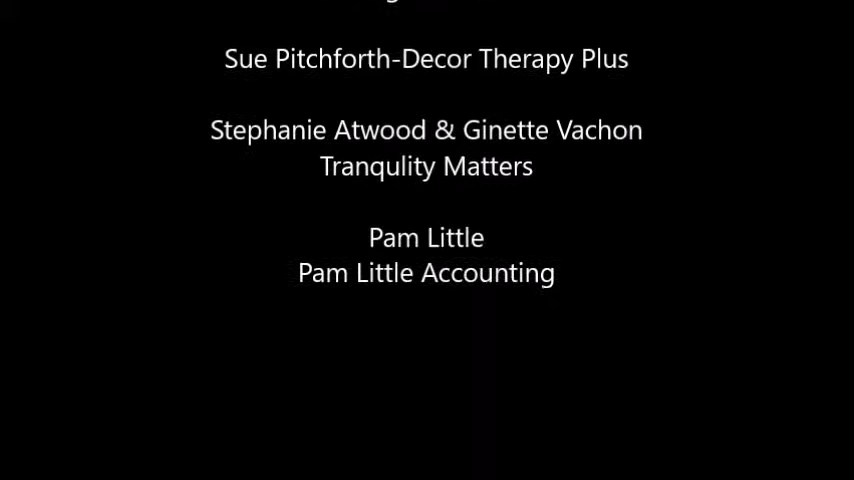 Sue Pitchforth-Decor Therapy Plus
Stephanie Atwood & Ginette Vachon
Tranqulity Matters
Pam Little
Pam Little Accounting